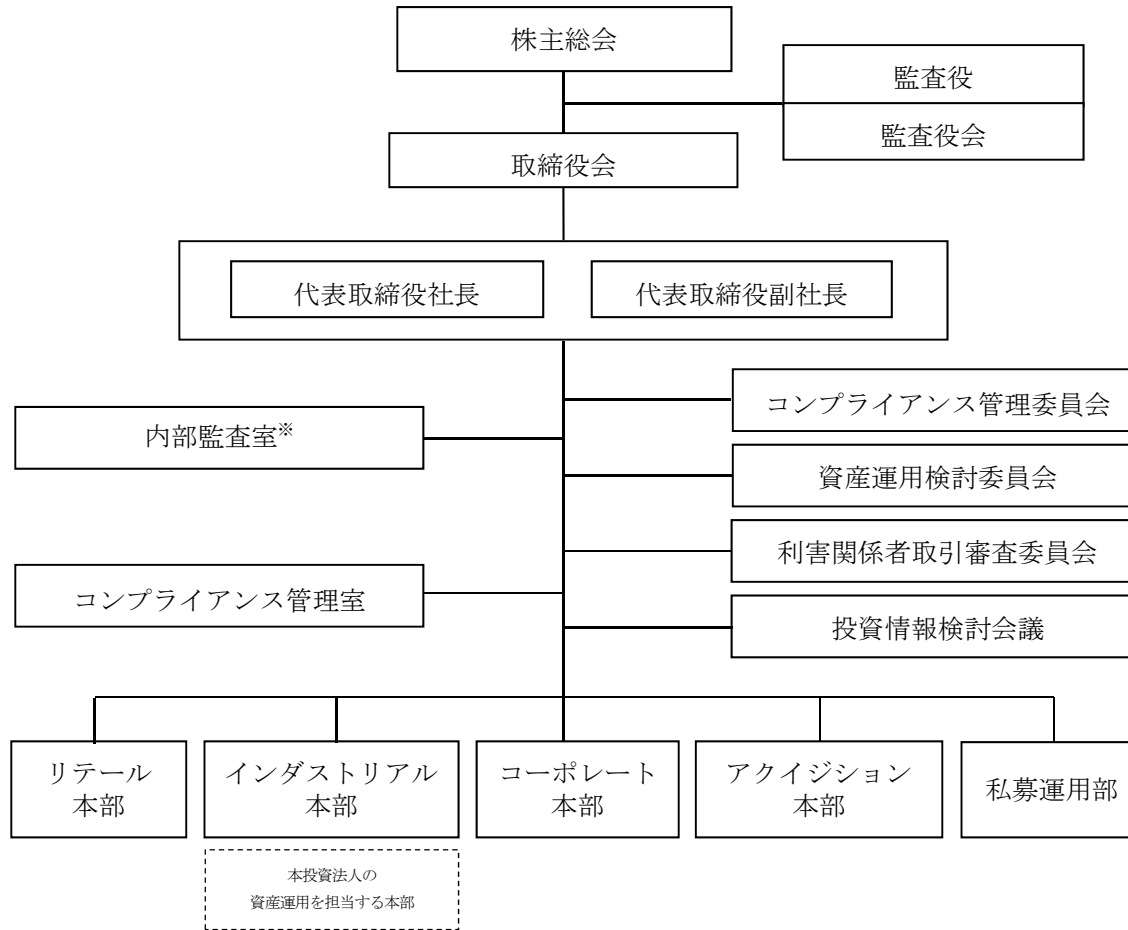 株主総会
監査役
監査役会
取締役会
代表取締役社長
代表取締役副社長
コンプライアンス管理委員会
内部監査室※
資産運用検討委員会
利害関係者取引審査委員会
コンプライアンス管理室
投資情報検討会議
リテール
本部
インダストリアル
本部
コーポレート
本部
アクイジション
本部
私募運用部
本投資法人の
資産運用を担当する本部